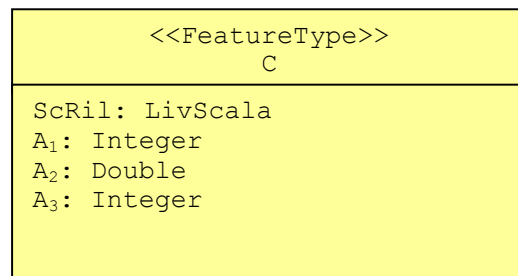 <<FeatureType>>
C
ScRil: LivScala
A₁: Integer
A₂: Double
A₃: Integer